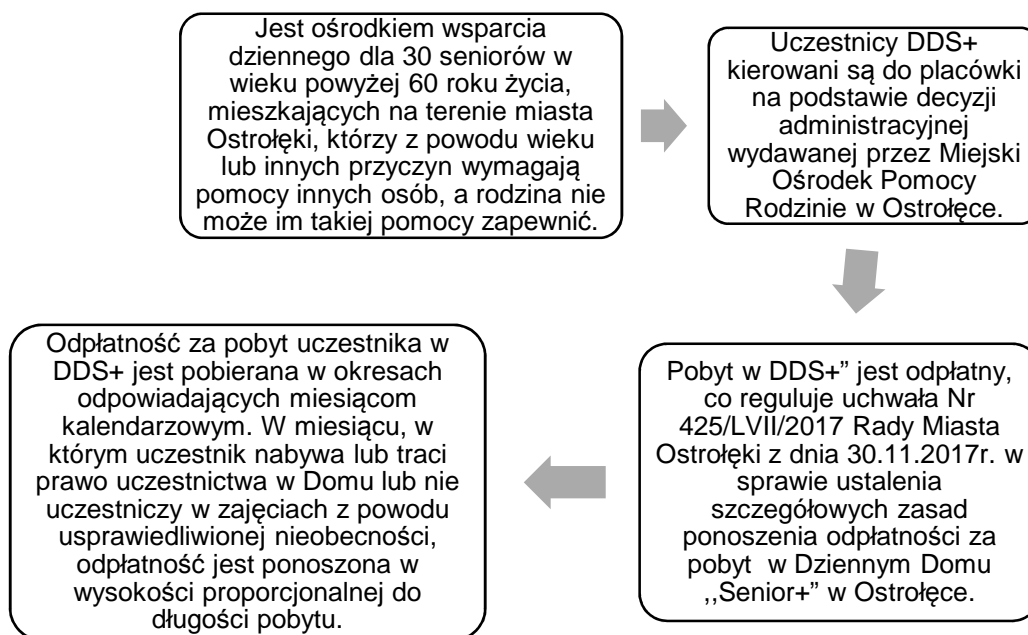 Jest ośrodkiem wsparcia
dziennego dla 30 seniorów w
wieku powyżej 60 roku życia,
mieszkających na terenie miasta
Ostrołęki, którzy z powodu wieku
lub innych przyczyn wymagają
pomocy innych osób, a rodzina nie
może im takiej pomocy zapewnić.
Uczestnicy DDS+
kierowani są do placówki
na podstawie decyzji
administracyjnej
wydawanej przez Miejski
Ośrodek Pomocy
Rodzinie w Ostrołęce.
Pobyt w DDS+” jest odpłatny,
co reguluje uchwała Nr
425/LVII/2017 Rady Miasta
Ostrołęki z dnia 30.11.2017r. w
sprawie ustalenia
szczegółowych zasad
ponoszenia odpłatności za
pobyt w Dziennym Domu
,,Senior+” w Ostrołęce.
Odpłatność za pobyt uczestnika w
DDS+ jest pobierana w okresach
odpowiadających miesiącom
kalendarzowym. W miesiącu, w
którym uczestnik nabywa lub traci
prawo uczestnictwa w Domu lub nie
uczestniczy w zajęciach z powodu
usprawiedliwionej nieobecności,
odpłatność jest ponoszona w
wysokości proporcjonalnej do
długości pobytu.